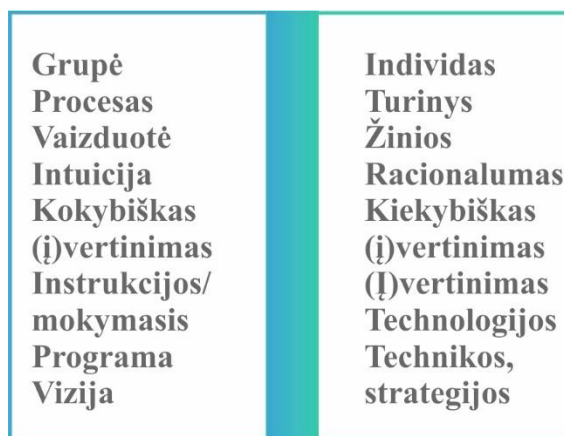 Grupė
Procesas
Vaizduotė
Intuicija
Kokybiškas
(į)vertinimas
Instrukcijos/
mokymasis
Programa
Vizija
Individas
Turinys
Žinios
Racionalumas
Kiekybiškas
(į)vertinimas
(Į)vertinimas
Technologijos
Technikos,
strategijos